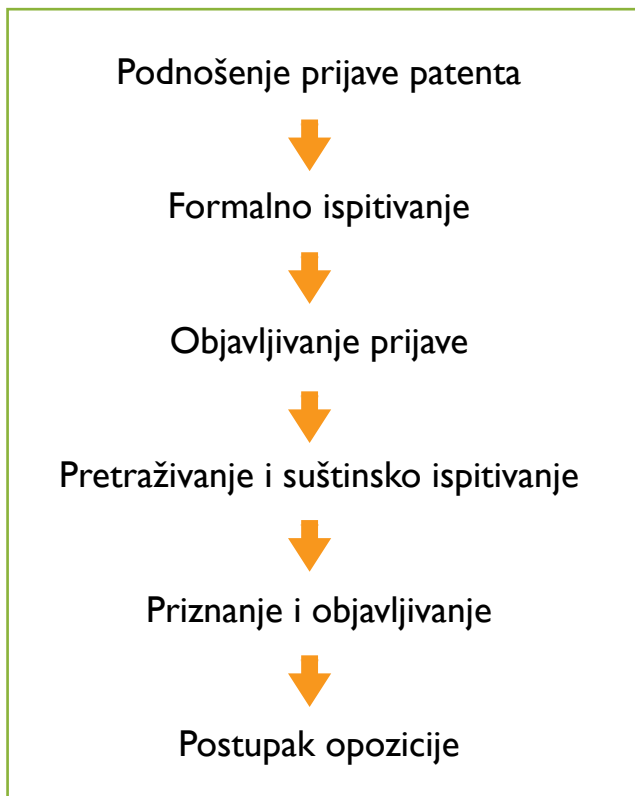 Podnošenje prijave patenta
Formalno ispitivanje
Objavljivanje prijave
Pretraživanje i suštinsko ispitivanje
Priznanje i objavljivanje
Postupak opozicije